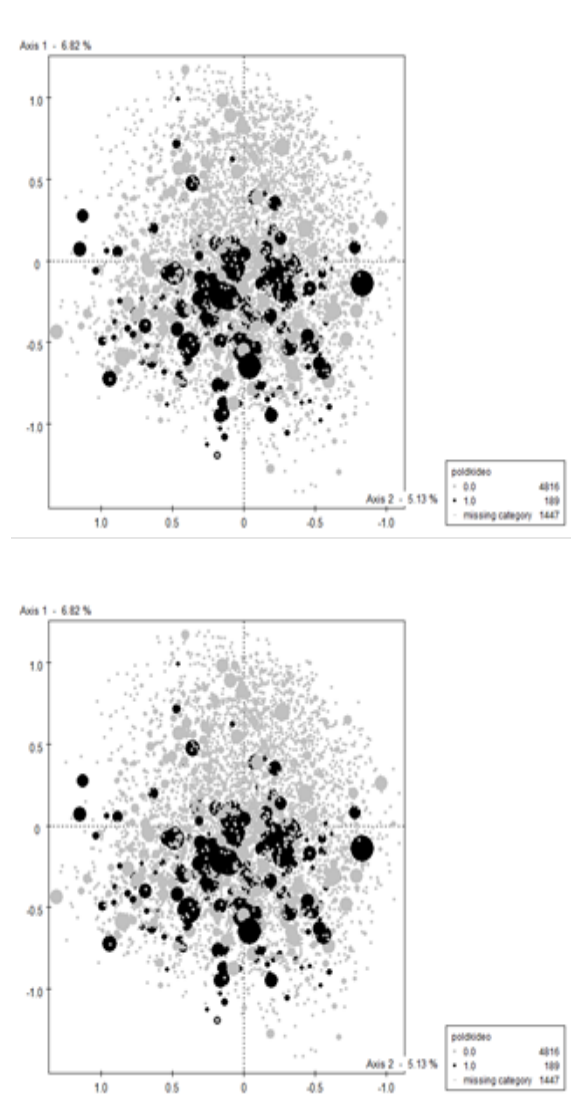 Axis 1 - 6.82 %
1.0
0.5
0
-0.5
-1.0
Axis 2 - 5.13 %
1.0 0.5 0 -0.5 -1.0
poldkideo
0.0 4816
1.0 189
missing category 1447
Axis 1 - 6.82 %
1.0
0.5
0
-0.5
-1.0
Axis 2 - 5.13 %
1.0 0.5 0 -0.5 -1.0
poldkideo
0.0 4816
1.0 189
missing category 1447